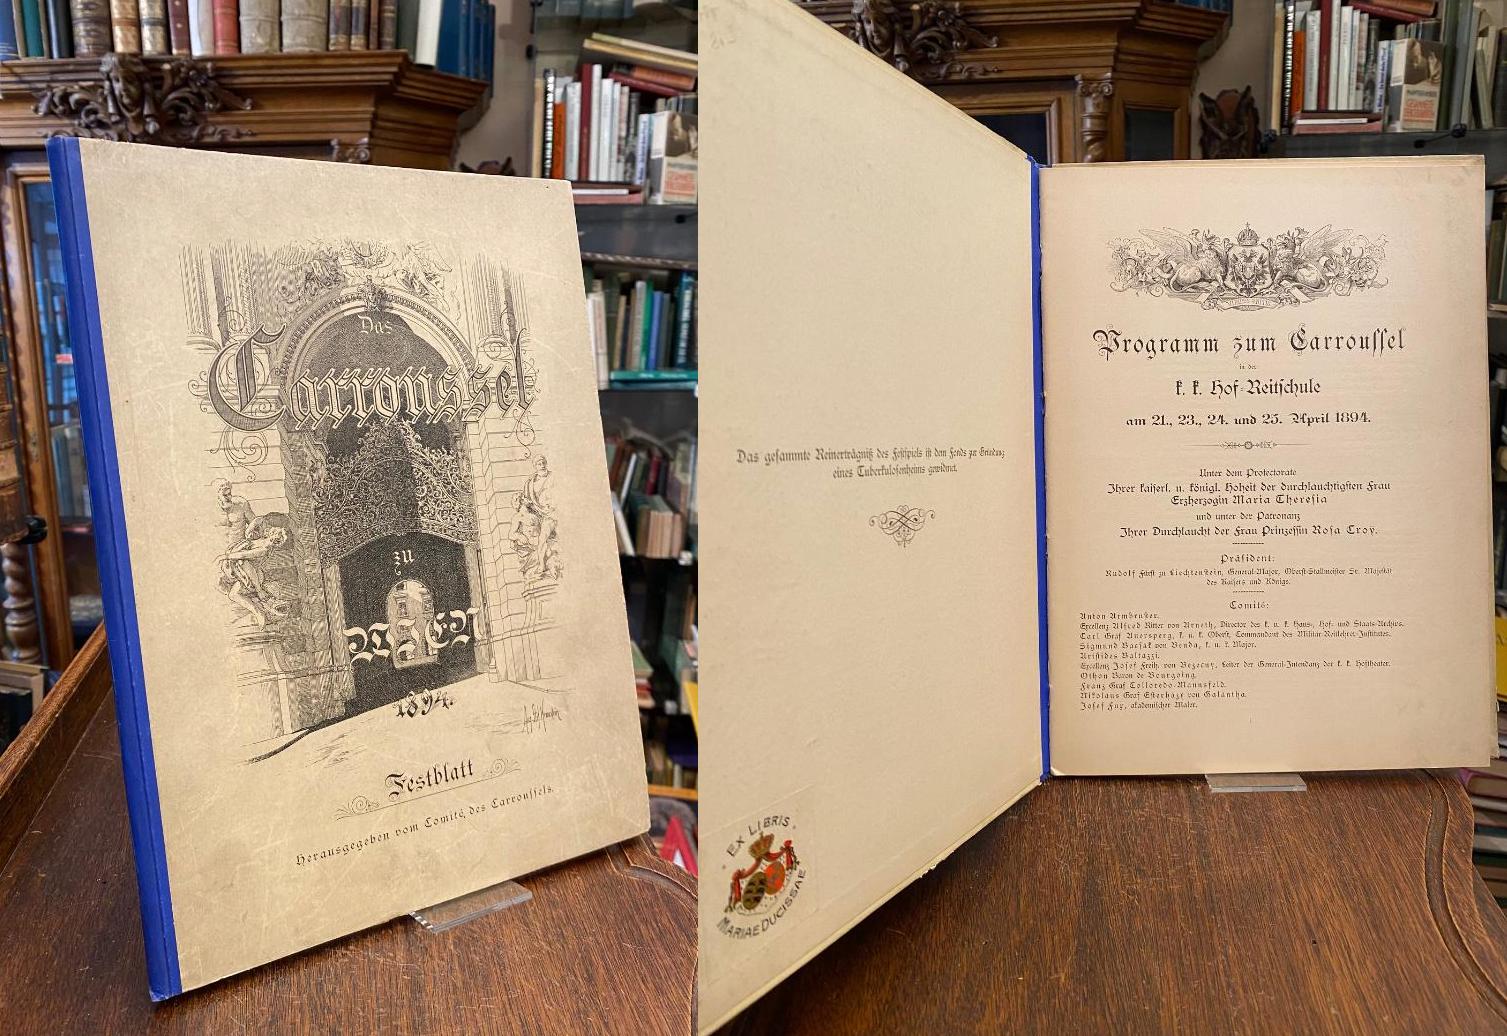 Das
Carroussel
zu
WIEN
1894.
Festblatt
Herausgegeben vom Comité des Carroussels.
Das gesammte Reinerträgniß des Festspiels ist dem Fonds zur Gründung
eines Tuberkulosenheims gewidmet.
EX LIBRIS
MARIAE DUCISSAE
Programm zum Carroussel
in der
k. k. Hof-Reitschule
am 21., 23., 24. und 25. April 1894.
Unter dem Protectorate
Ihrer kaiserl. u. königl. Hoheit der durchlauchtigsten Frau
Erzherzogin Maria Theresia
und unter der Patronanz
Ihrer Durchlaucht der Frau Prinzessin Rosa Croÿ.
Präsident:
Rudolf Fürst zu Liechtenstein, General-Major, Oberst-Stallmeister Sr. Majestät
des Kaisers und Königs.
Comité:
Anton Armbruster.
Excellenz Alfred Ritter von Arneth, Director des k. u. k. Haus-, Hof- und Staats-Archivs.
Carl Graf Auersperg, k. u. k. Oberst, Commandant des Militär-Reitlehrer-Institutes.
Sigmund Bacsák von Benda, k. u. k. Major.
Aristides Baltazzi.
Excellenz Josef Freih. von Bezecny, Leiter der General-Intendanz der k. k. Hoftheater.
Othon Baron de Bourgoing.
Franz Graf Colloredo-Mannsfeld.
Nikolaus Graf Esterházy von Galántha.
Josef Fux, akademischer Maler.